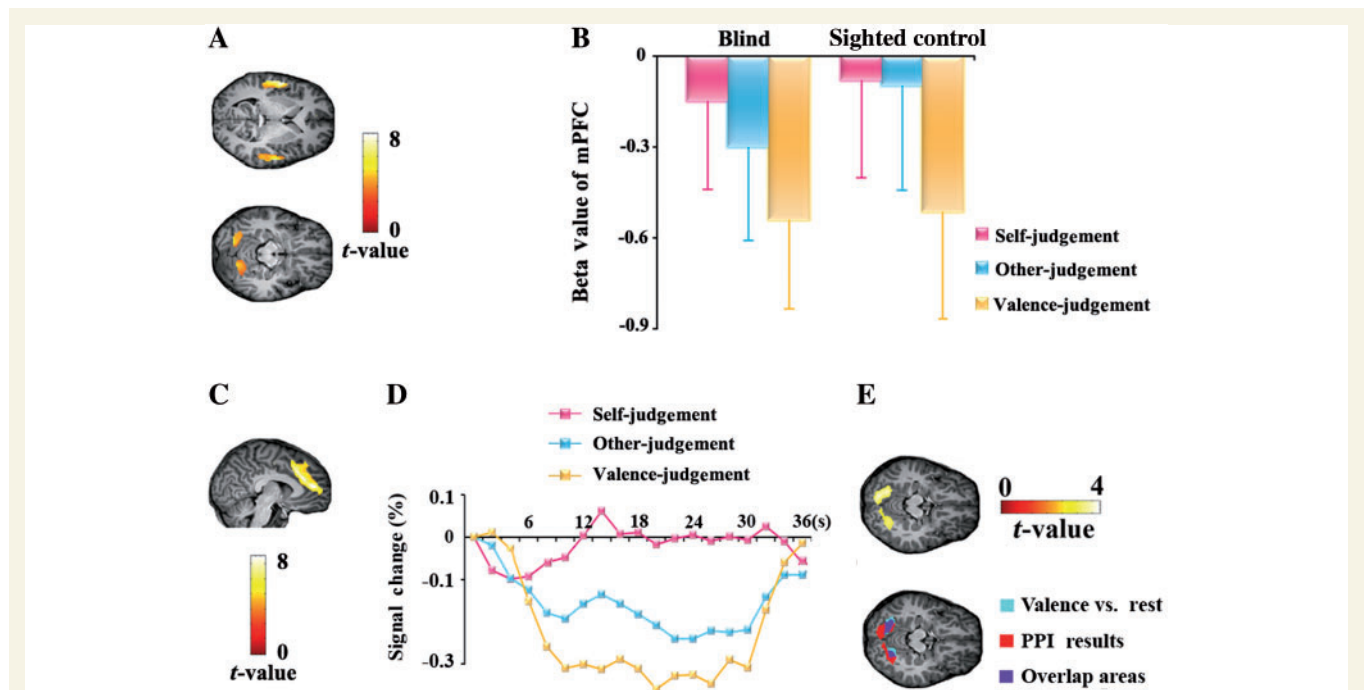 A
8
0
t-value
B
Blind
Sighted control
0
-0.3
-0.6
-0.9
Beta value of mPFC
Self-judgement
Other-judgement
Valence-judgement
C
8
0
t-value
D
Self-judgement
Other-judgement
Valence-judgement
0.1
0
-0.1
-0.3
Signal change (%)
6 12 18 24 30 36(s)
E
0 4
t-value
Valence vs. rest
PPI results
Overlap areas